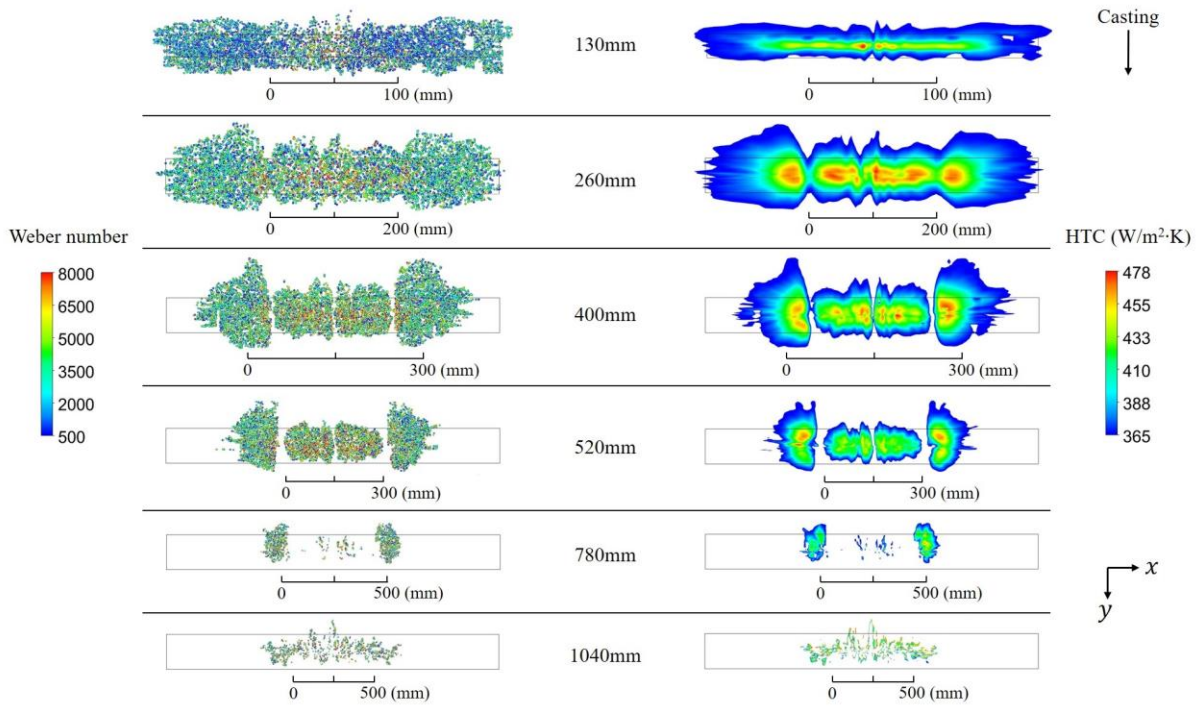 130mm
Casting
0 100 (mm)
0 100 (mm)
260mm
0 200 (mm)
0 200 (mm)
Weber number
HTC (W/m²·K)
8000
6500
5000
3500
2000
500
400mm
478
455
433
410
388
365
0 300 (mm)
0 300 (mm)
520mm
0 300 (mm)
0 300 (mm)
780mm
x
y
0 500 (mm)
0 500 (mm)
1040mm
0 500 (mm)
0 500 (mm)